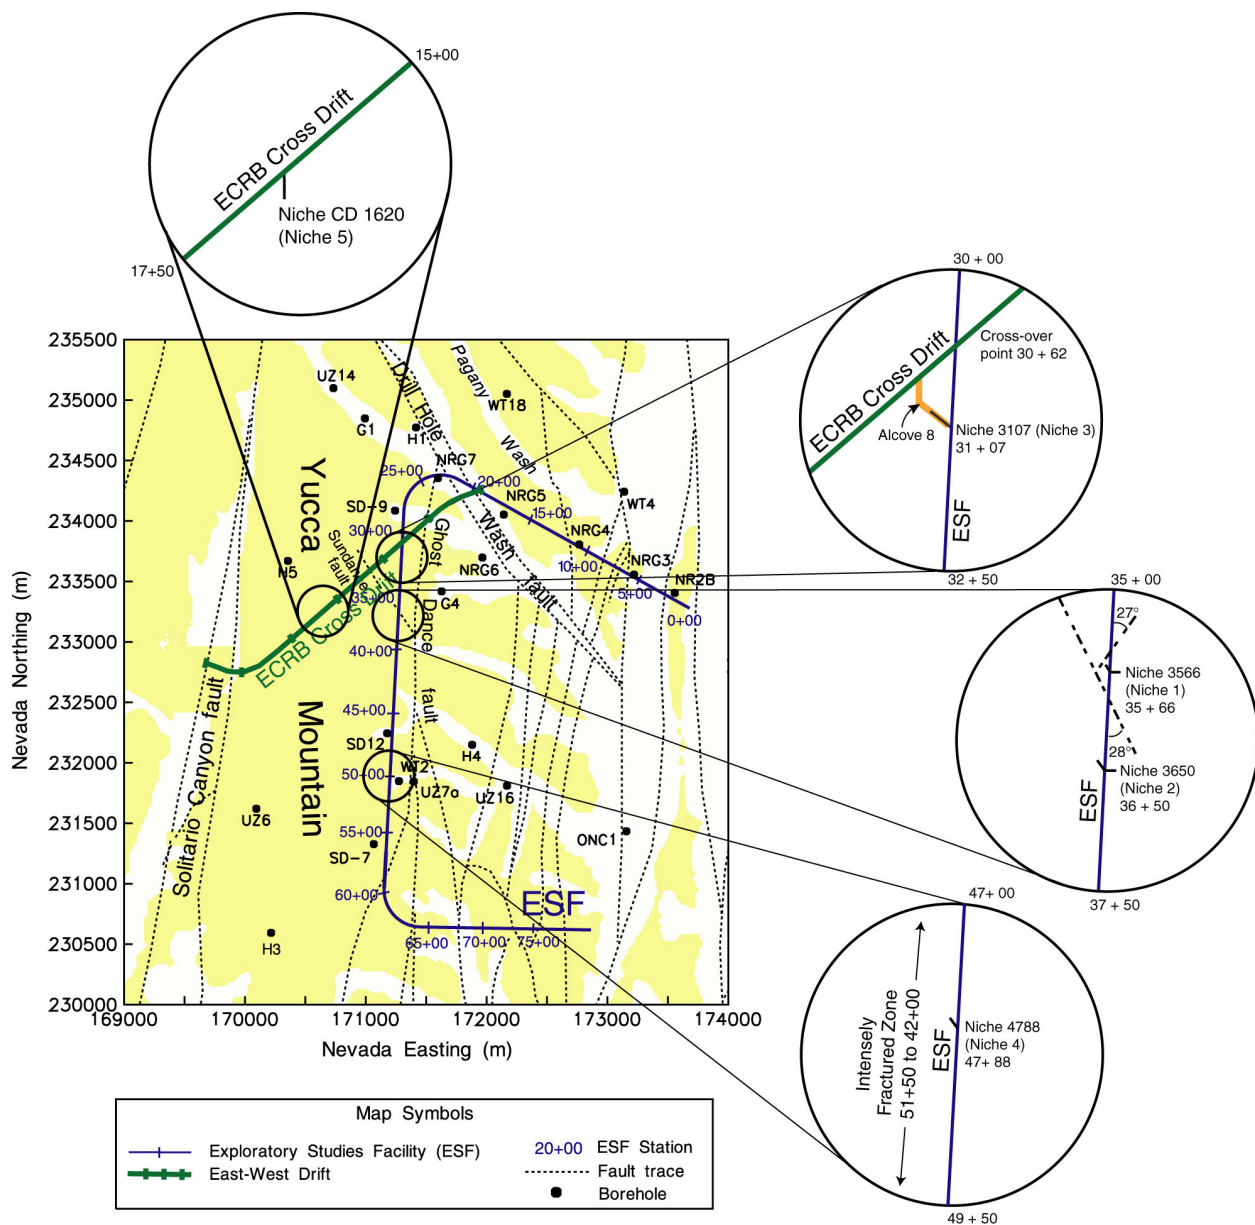 15+00
ECRB Cross Drift
Niche CD 1620
(Niche 5)
17+50
30 + 00
Cross-over
point 30 + 62
ECRB Cross Drift
Alcove 8
Niche 3107 (Niche 3)
31 + 07
ESF
32 + 50
35 + 00
27°
Niche 3566
(Niche 1)
35 + 66
28°
Niche 3650
(Niche 2)
36 + 50
ESF
37 + 50
47+ 00
Intensely
Fractured Zone
51+50 to 42+00
ESF
Niche 4788
(Niche 4)
47+ 88
49 + 50
Nevada Northing (m)
235500
235000
234500
234000
233500
233000
232500
232000
231500
231000
230500
230000
169000
170000
171000
172000
173000
174000
Nevada Easting (m)
UZ14
G1
H1
WT18
NRG7
NRG5
WT4
SD-9
NRG4
NRG6
NRG3
NR2B
H5
G4
SD12
WT2
UZ7a
H4
UZ16
UZ6
SD-7
ONC1
H3
Pagany
Wash
Drill Hole
Wash
fault
Yucca
Mountain
Sundance
fault
Ghost
Dance
fault
ECRB Cross Drift
Solitario Canyon fault
ESF
0+00
5+00
10+00
15+00
20+00
25+00
30+00
35+00
40+00
45+00
50+00
55+00
60+00
65+00
70+00
75+00
Map Symbols
Exploratory Studies Facility (ESF)
East-West Drift
20+00 ESF Station
Fault trace
Borehole